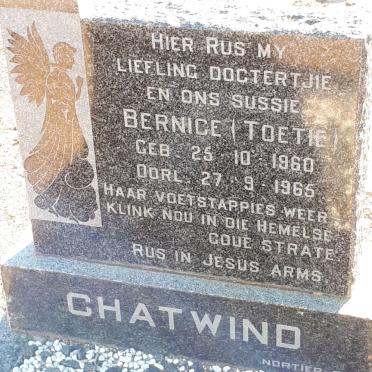 HIER RUS MY
LIEFLING DOGTERTJIE
EN ONS SUSSIE
BERNICE (TOETIE)
GEB. 25 · 10 · 1960
OORL. 27 · 9 · 1965
HAAR VOETSTAPPIES WEER
KLINK NOU IN DIE HEMELSE
GOUE STRATE
RUS IN JESUS ARMS
CHATWIND
NORTIER